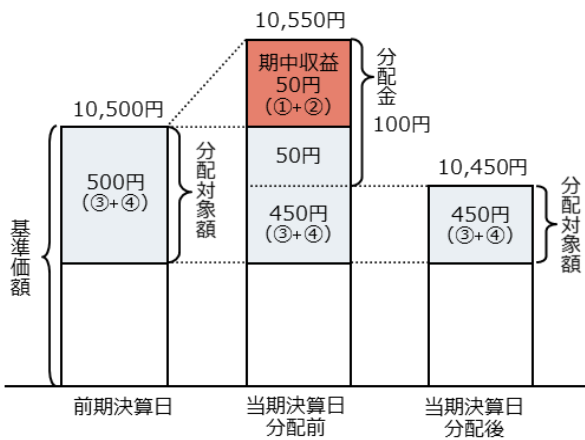 10,550円
期中収益
50円
(①+②)
分配金
100円
10,500円
500円
(③+④)
分配対象額
50円
450円
(③+④)
10,450円
450円
(③+④)
分配対象額
基準価額
前期決算日
当期決算日
分配前
当期決算日
分配後